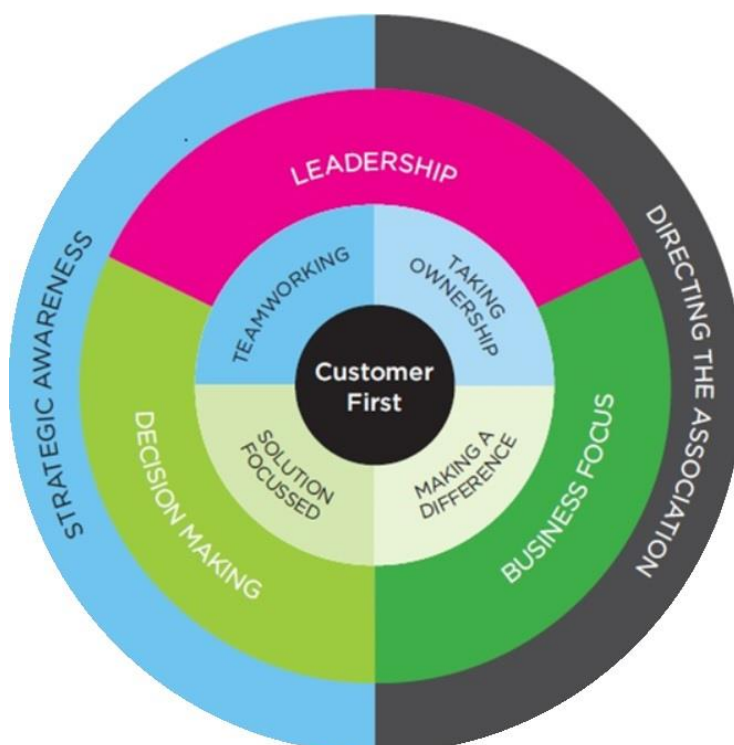 STRATEGIC AWARENESS
DIRECTING THE ASSOCIATION
LEADERSHIP
DECISION MAKING
BUSINESS FOCUS
TEAMWORKING
TAKING
OWNERSHIP
SOLUTION
FOCUSSED
MAKING A
DIFFERENCE
Customer
First